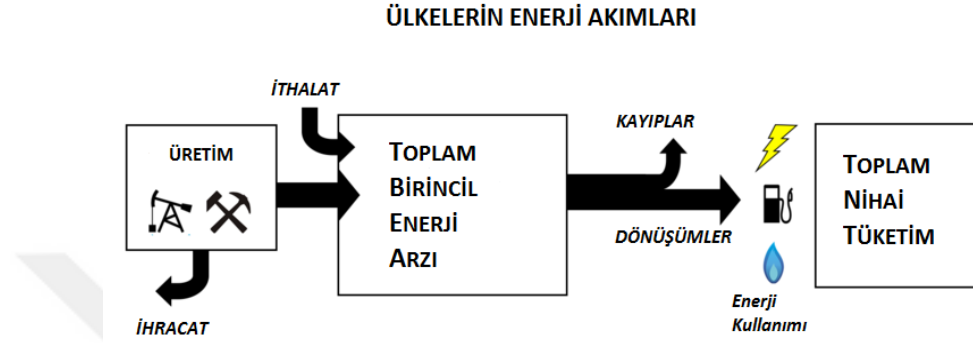 ÜLKELERİN ENERJİ AKIMLARI
İTHALAT
ÜRETİM
İHRACAT
TOPLAM
BİRİNCİL
ENERJİ
ARZI
KAYIPLAR
DÖNÜŞÜMLER
Enerji
Kullanımı
TOPLAM
NİHAİ
TÜKETİM